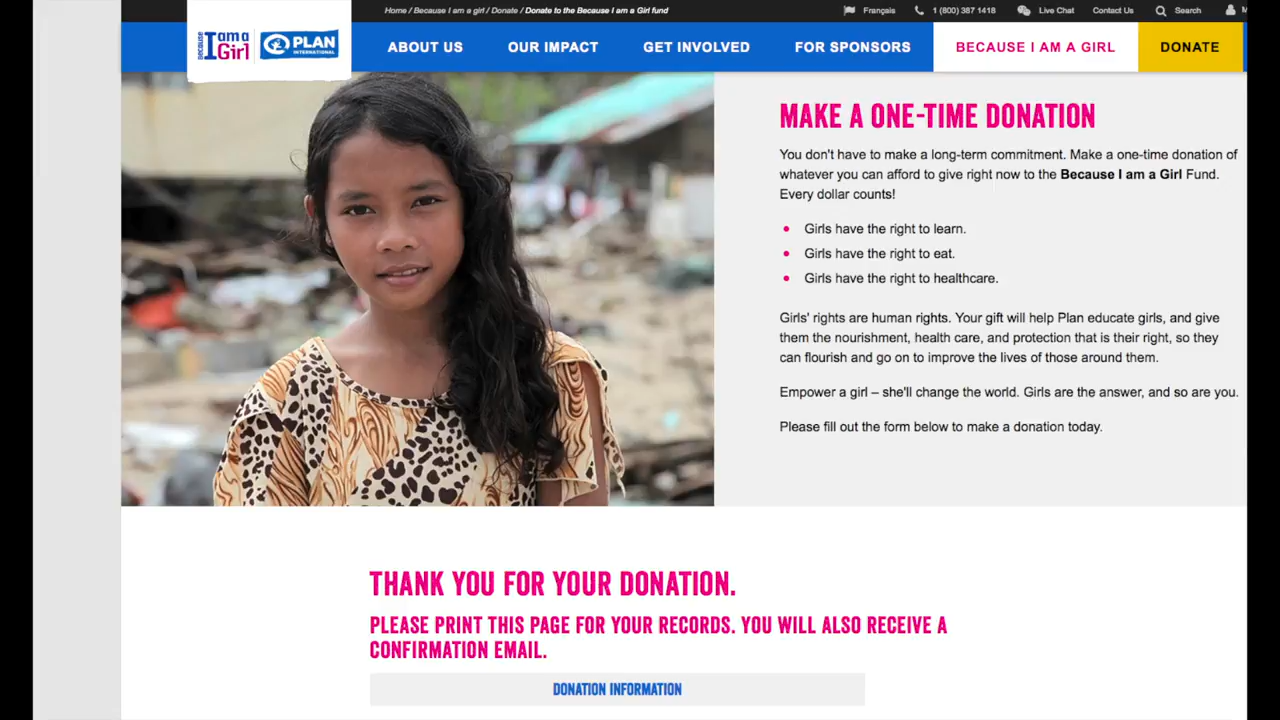 Home / Because I am a girl / Donate / Donate to the Because I am a Girl fund
Français
1 (800) 387 1418
Live Chat
Contact Us
Search
M
because I am a Girl
PLAN INTERNATIONAL
ABOUT US
OUR IMPACT
GET INVOLVED
FOR SPONSORS
BECAUSE I AM A GIRL
DONATE
MAKE A ONE-TIME DONATION
You don't have to make a long-term commitment. Make a one-time donation of
whatever you can afford to give right now to the Because I am a Girl Fund.
Every dollar counts!
• Girls have the right to learn.
• Girls have the right to eat.
• Girls have the right to healthcare.
Girls' rights are human rights. Your gift will help Plan educate girls, and give
them the nourishment, health care, and protection that is their right, so they
can flourish and go on to improve the lives of those around them.
Empower a girl – she'll change the world. Girls are the answer, and so are you.
Please fill out the form below to make a donation today.
THANK YOU FOR YOUR DONATION.
PLEASE PRINT THIS PAGE FOR YOUR RECORDS. YOU WILL ALSO RECEIVE A
CONFIRMATION EMAIL.
DONATION INFORMATION